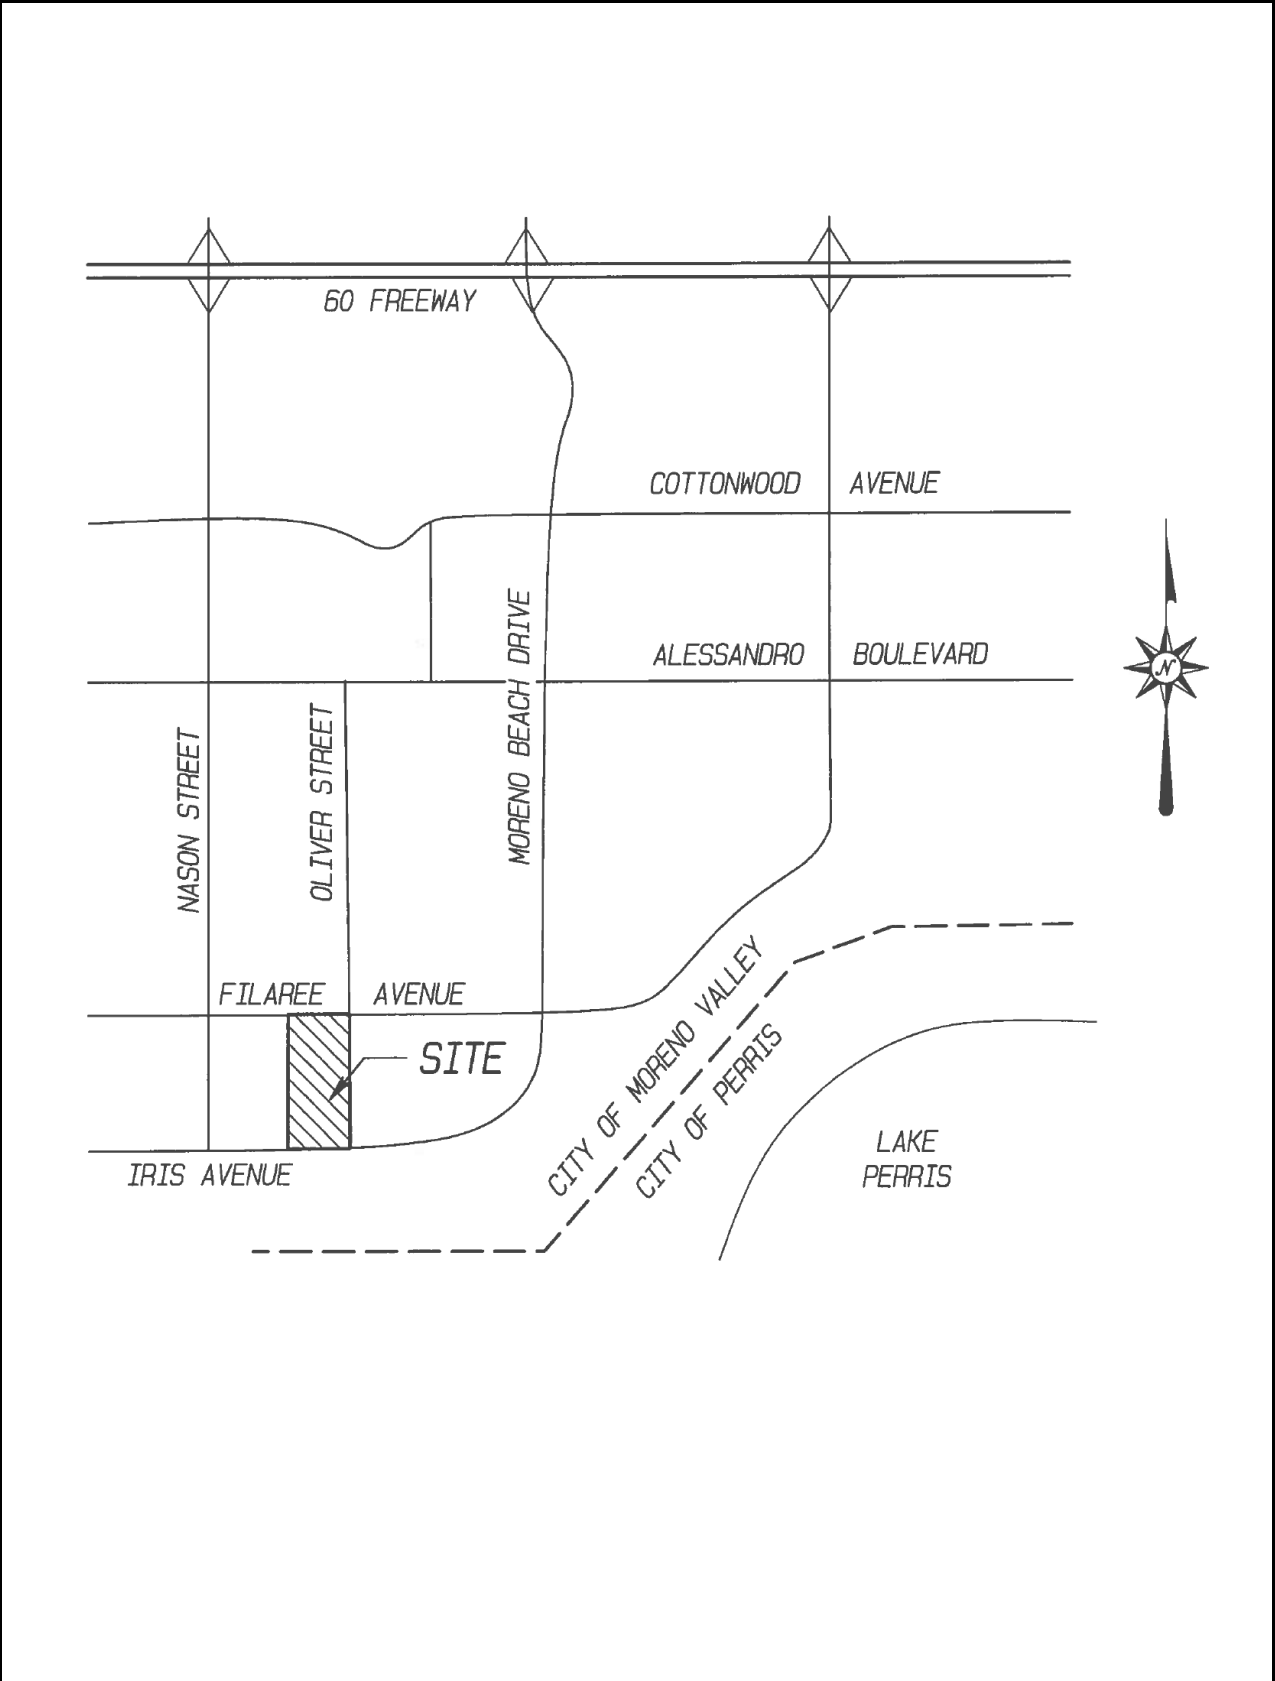 60 FREEWAY
COTTONWOOD AVENUE
ALESSANDRO BOULEVARD
MORENO BEACH DRIVE
NASON STREET
OLIVER STREET
N
FILAREE AVENUE
SITE
CITY OF MORENO VALLEY
CITY OF PERRIS
LAKE
PERRIS
IRIS AVENUE